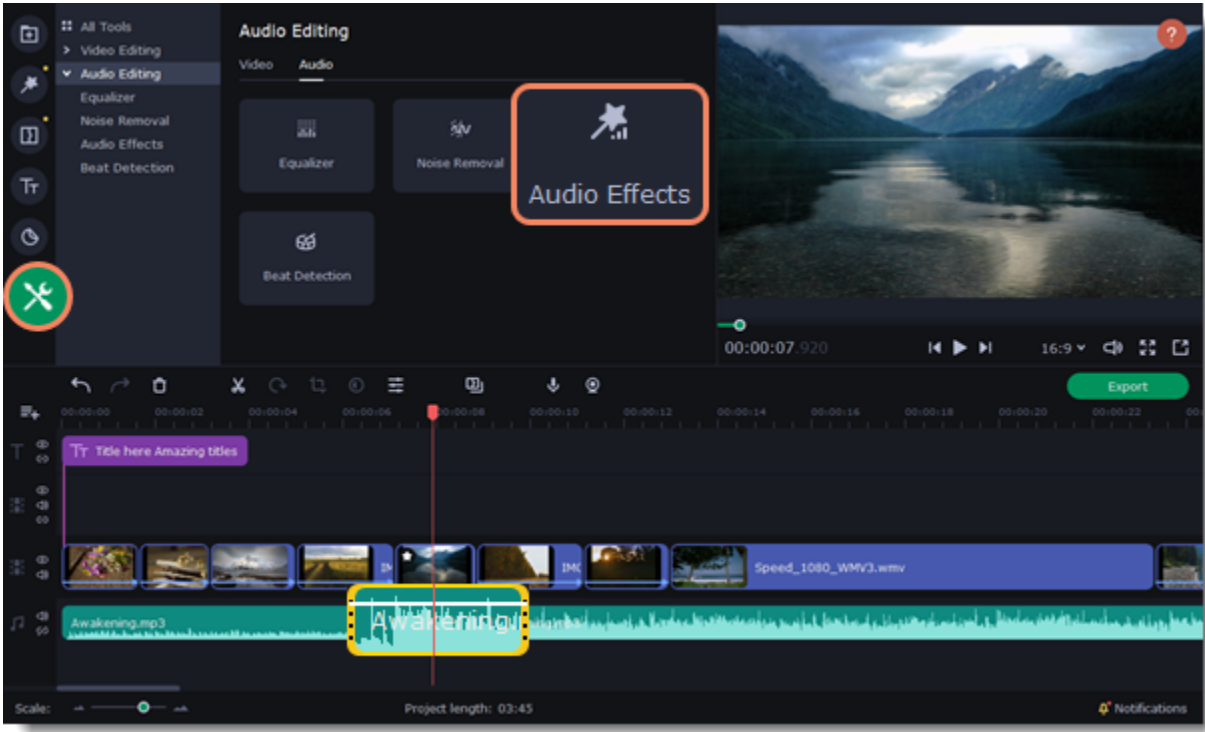 All Tools
Video Editing
Audio Editing
Equalizer
Noise Removal
Audio Effects
Beat Detection
Audio Editing
Video Audio
Equalizer
Noise Removal
Audio Effects
Beat Detection
?
00:00:07.920
16:9
Export
00:00:00 00:00:02 00:00:04 00:00:06 00:00:08 00:00:10 00:00:12 00:00:14 00:00:16 00:00:18 00:00:20 00:00:22
Title here Amazing titles
Speed_1080_WMV3.wmv
Awakening.mp3
Awakening.
Scale:
Project length: 03:45
Notifications